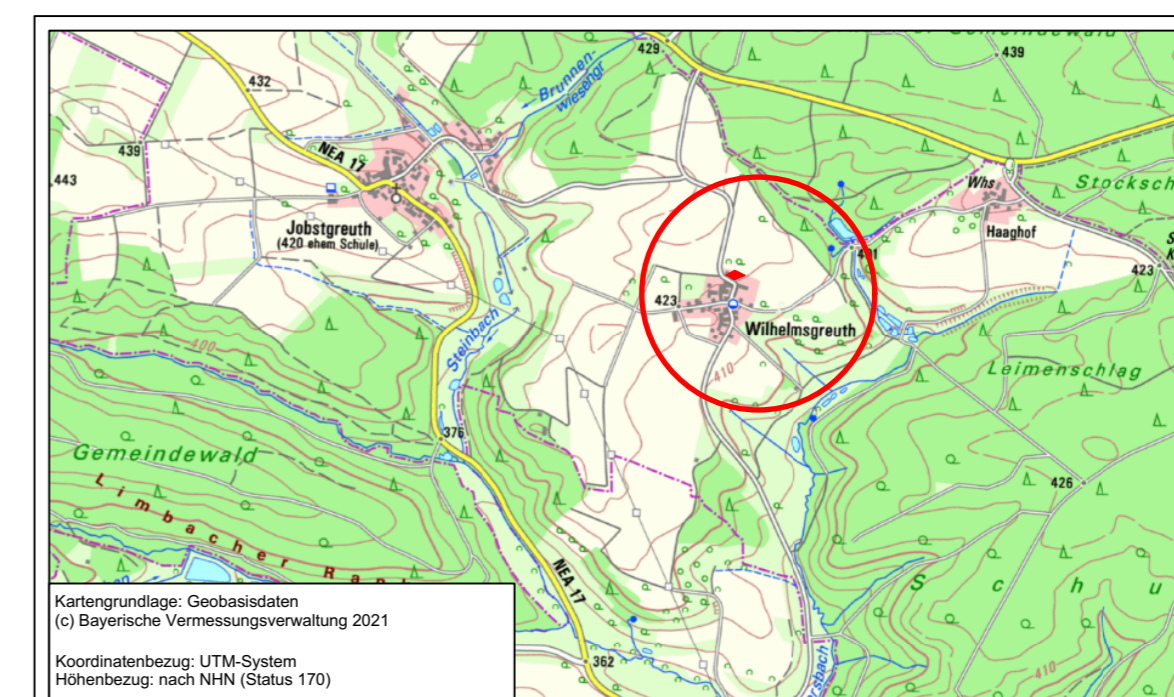 429
439
432
Brunnen-
wiesengr
439
NEA 17
443
Whs
Stocksch
Jobstgreuth
(420 ehem Schule)
Haaghof
423
423
Wilhelmsgreuth
400
Steinbach
410
Leimenschlag
376
Gemeindewald
426
Limbacher
NEA 17
Schu
Kartengrundlage: Geobasisdaten
(c) Bayerische Vermessungsverwaltung 2021
Koordinatenbezug: UTM-System
Höhenbezug: nach NHN (Status 170)
362
410